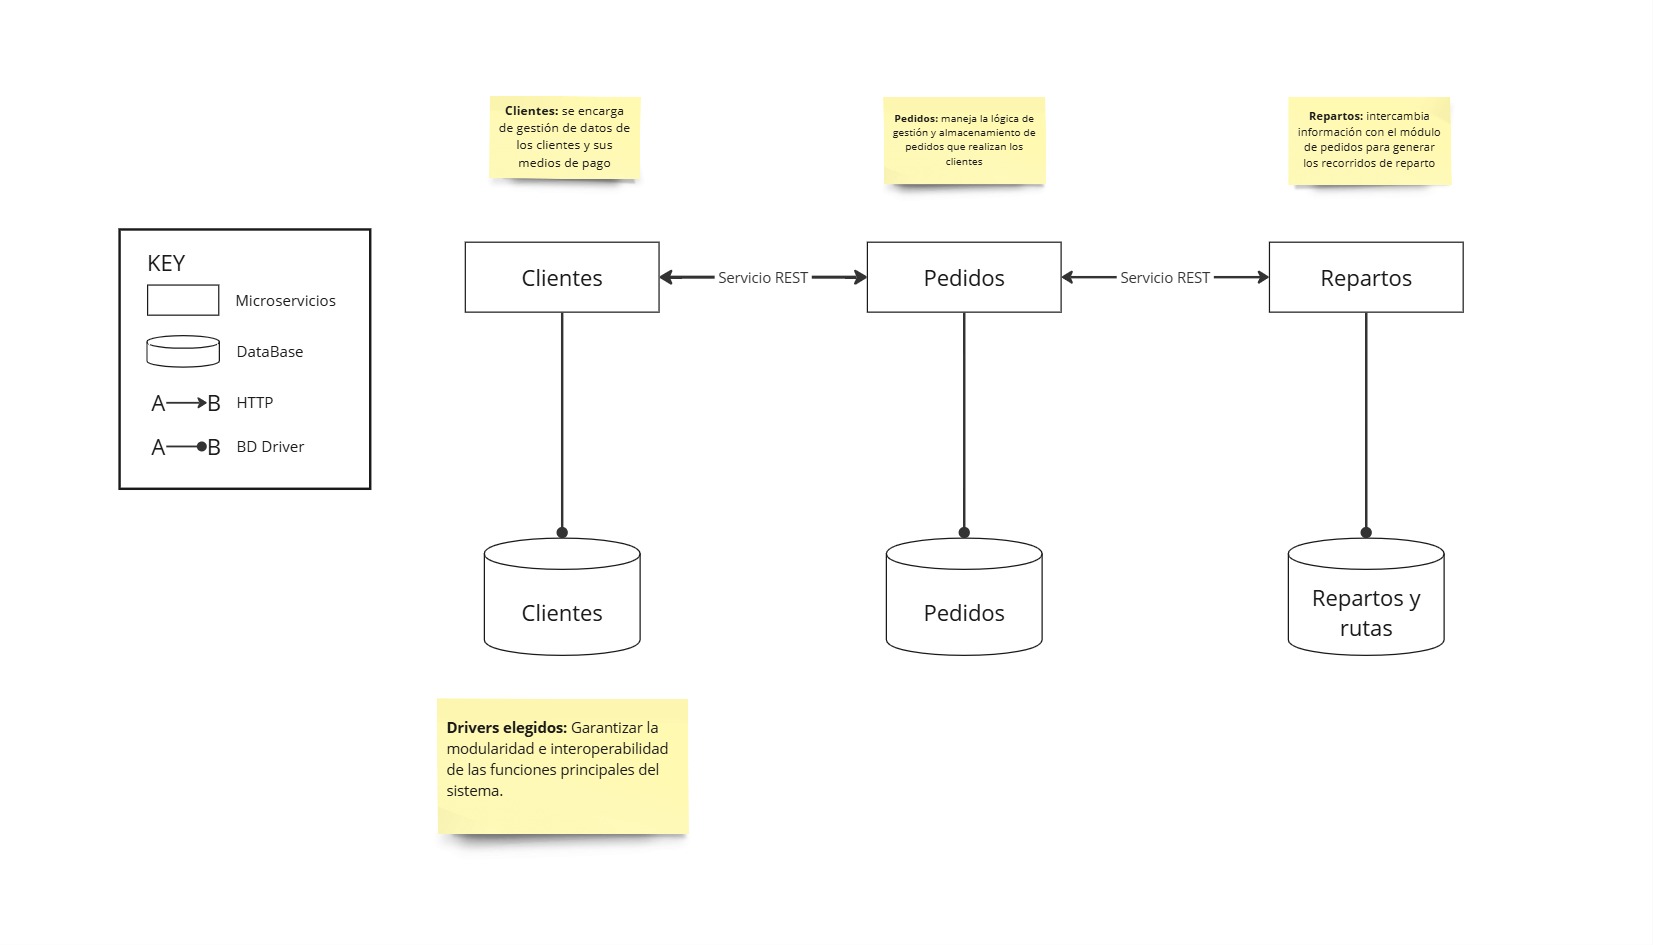 Clientes: se encarga
de gestión de datos de
los clientes y sus
medios de pago
Pedidos: maneja la lógica de
gestión y almacenamiento de
pedidos que realizan los
clientes
Repartos: intercambia
información con el módulo
de pedidos para generar
los recorridos de reparto
KEY
Microservicios
DataBase
A B HTTP
A B BD Driver
Clientes
Servicio REST
Pedidos
Servicio REST
Repartos
Clientes
Pedidos
Repartos y
rutas
Drivers elegidos: Garantizar la
modularidad e interoperabilidad
de las funciones principales del
sistema.